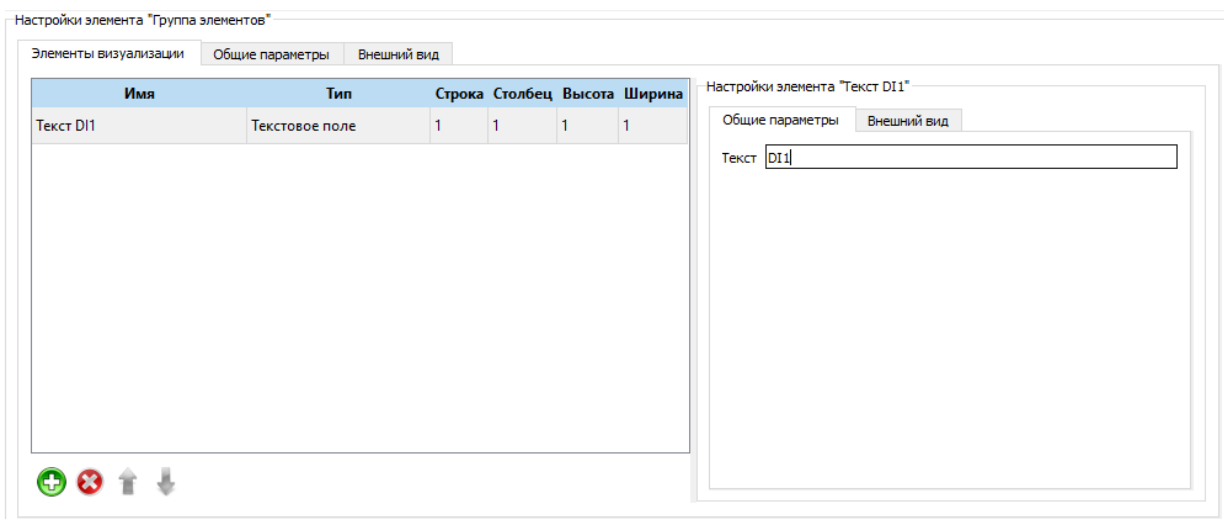 Настройки элемента "Группа элементов"
Элементы визуализации Общие параметры Внешний вид
Имя Тип Строка Столбец Высота Ширина
Текст DI1 Текстовое поле 1 1 1 1
Настройки элемента "Текст DI1"
Общие параметры Внешний вид
Текст DI1